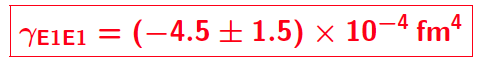 γE1E1 = (−4.5 ± 1.5) × 10⁻⁴ fm⁴